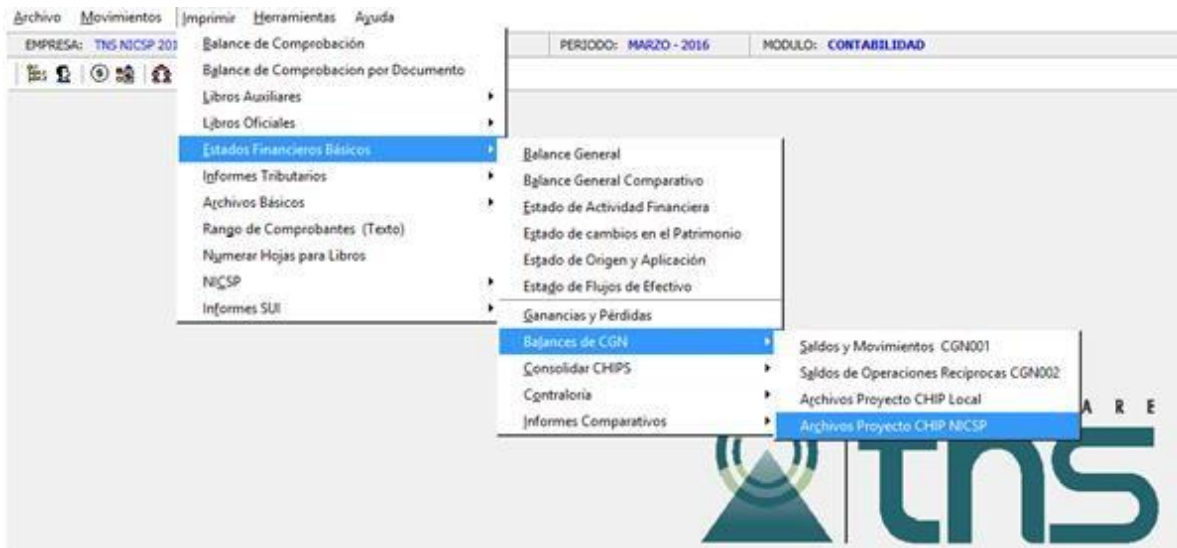 Archivo Movimientos Imprimir Herramientas Ayuda
EMPRESA: TNS NICSP 201 PERIODO: MARZO - 2016 MODULO: CONTABILIDAD
Balance de Comprobación
Balance de Comprobacion por Documento
Libros Auxiliares
Libros Oficiales
Estados Financieros Básicos
Informes Tributarios
Archivos Básicos
Rango de Comprobantes (Texto)
Numerar Hojas para Libros
NICSP
Informes SUI
Balance General
Balance General Comparativo
Estado de Actividad Financiera
Estado de cambios en el Patrimonio
Estado de Origen y Aplicación
Estado de Flujos de Efectivo
Ganancias y Pérdidas
Balances de CGN
Consolidar CHIPS
Contraloría
Informes Comparativos
Saldos y Movimientos CGN001
Saldos de Operaciones Reciprocas CGN002
Archivos Proyecto CHIP Local
Archivos Proyecto CHIP NICSP
A R E
tns